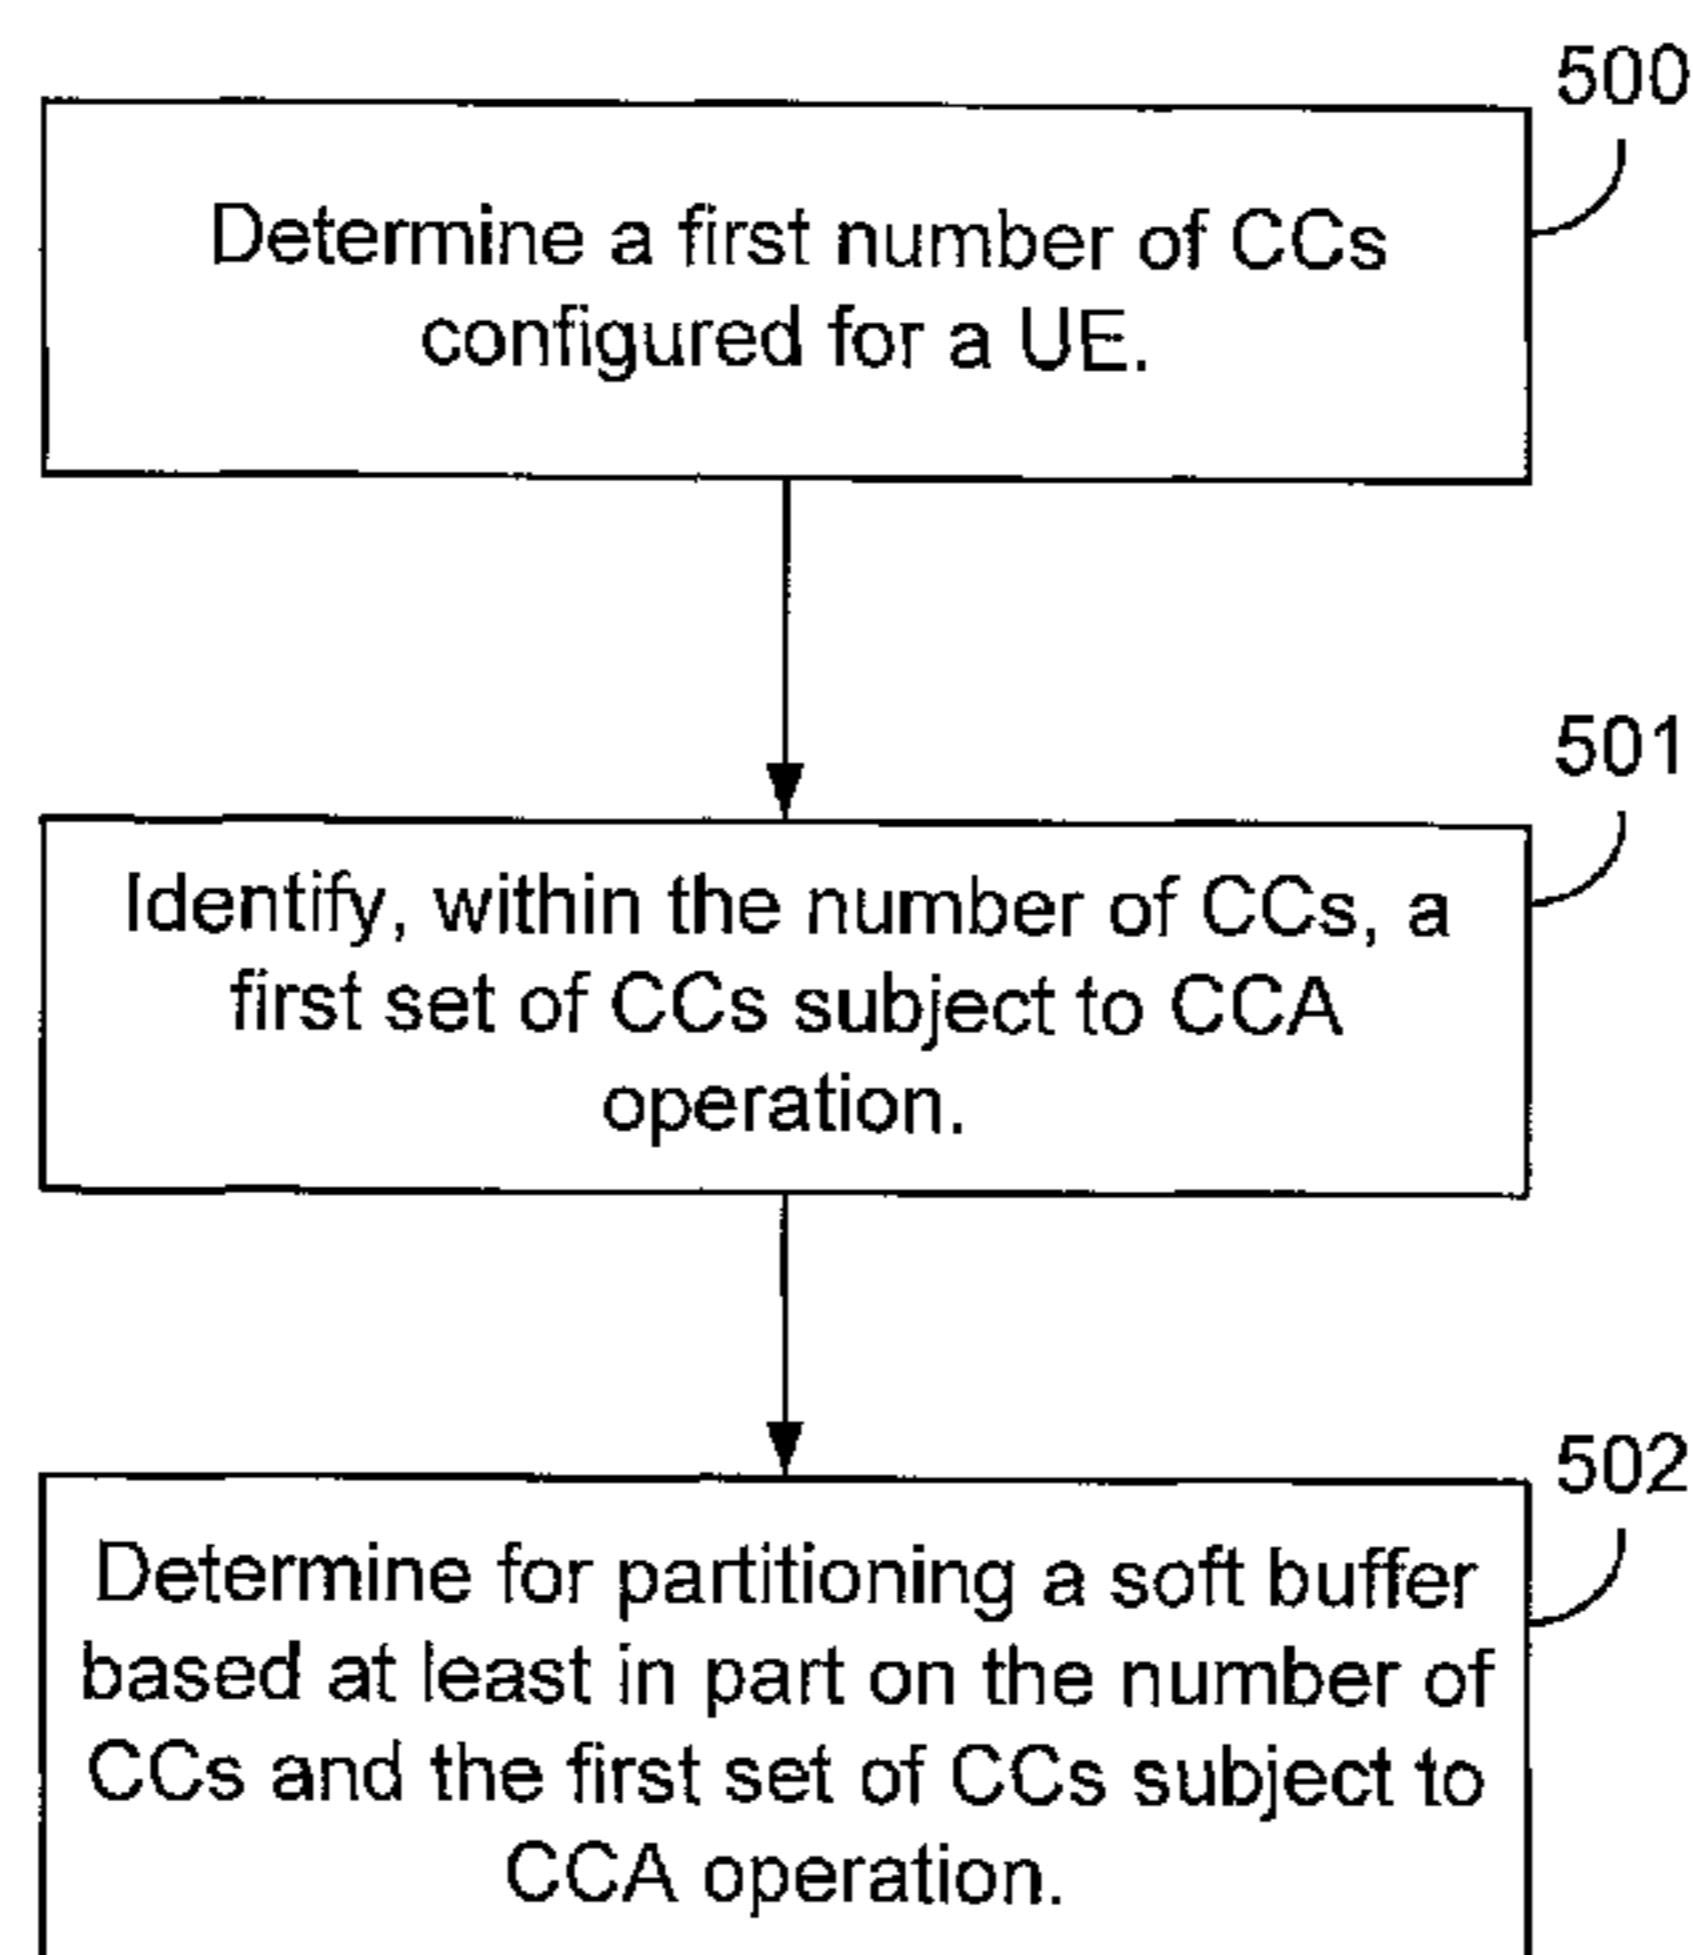 500
Determine a first number of CCs
configured for a UE.
501
Identify, within the number of CCs, a
first set of CCs subject to CCA
operation.
502
Determine for partitioning a soft buffer
based at least in part on the number of
CCs and the first set of CCs subject to
CCA operation.